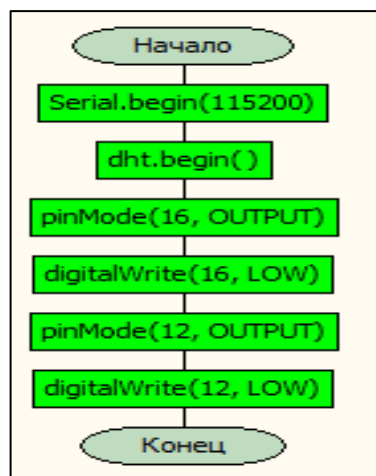 Начало
Serial.begin(115200)
dht.begin()
pinMode(16, OUTPUT)
digitalWrite(16, LOW)
pinMode(12, OUTPUT)
digitalWrite(12, LOW)
Конец